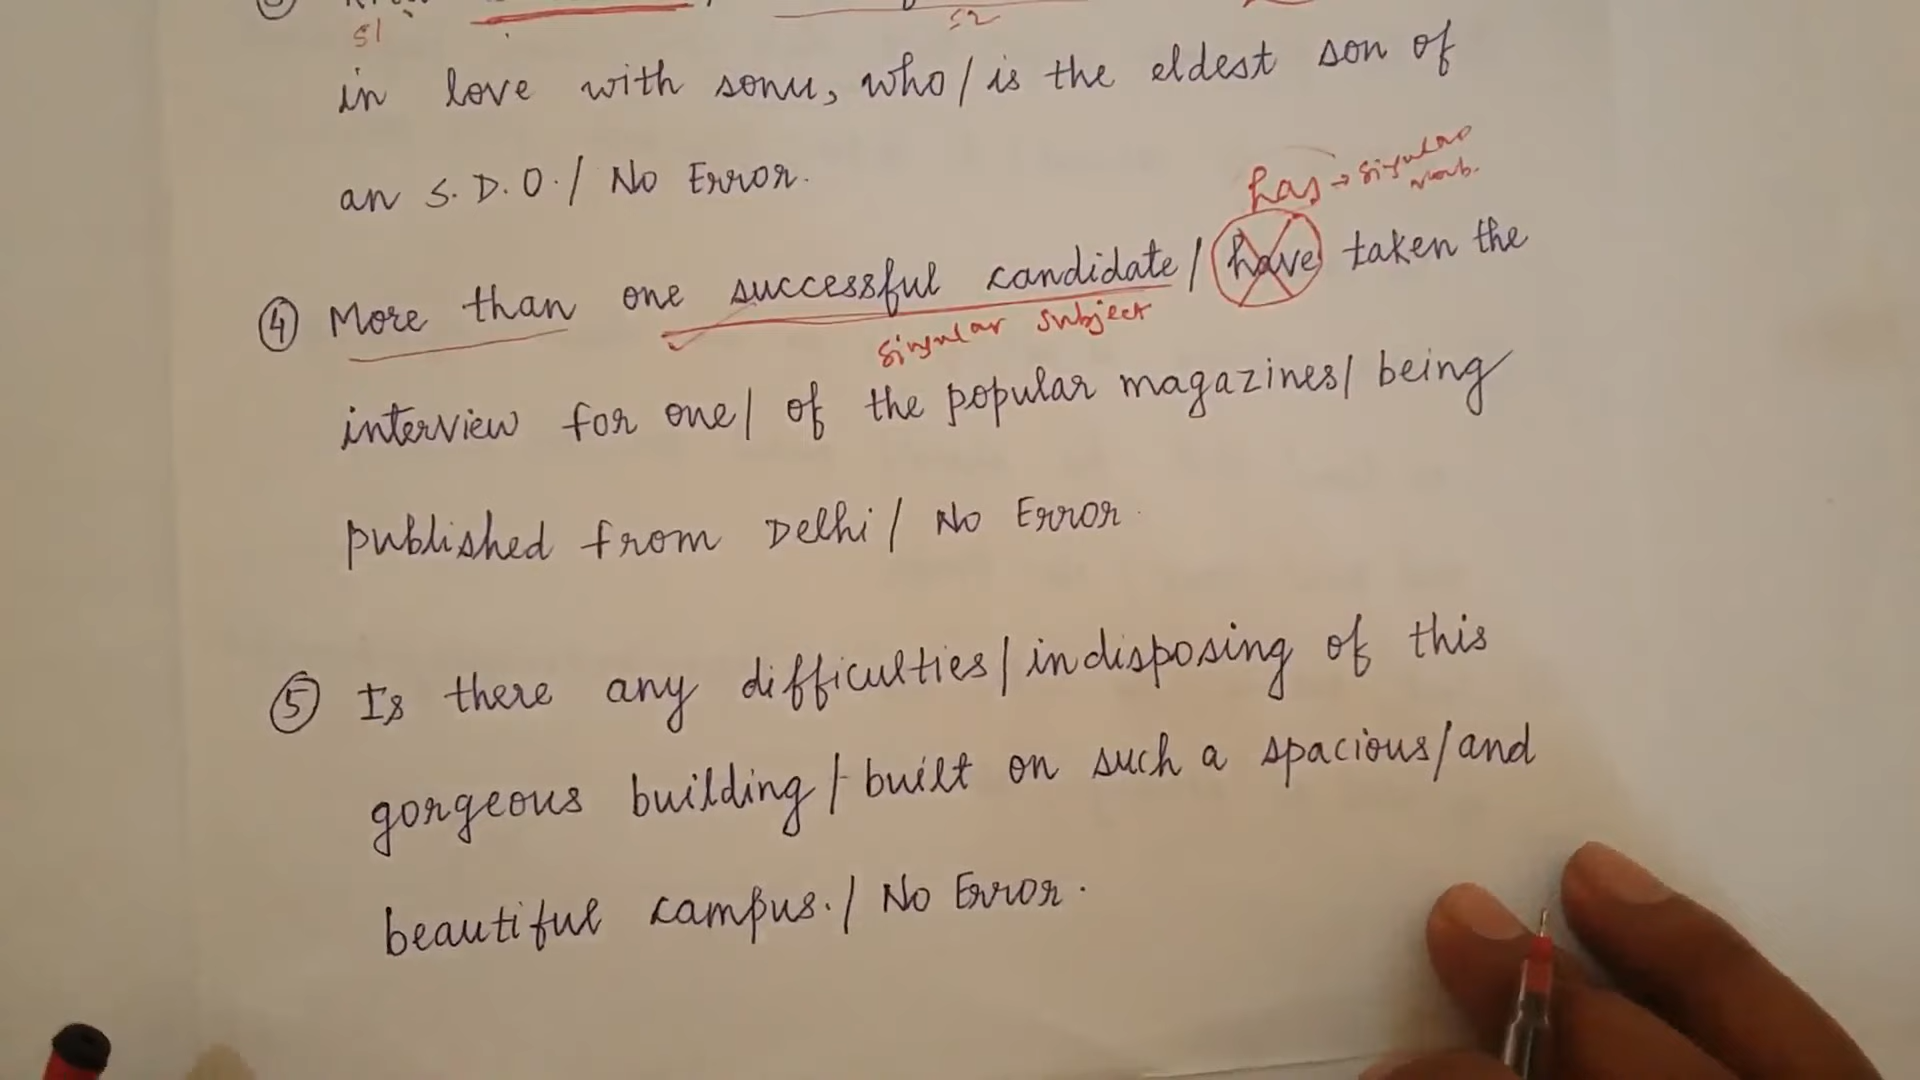 S1
S2
in love with sonu, who/ is the eldest son of
an S.D.O./ No Error.
has → singular verb.
④ More than one successful candidate/ have taken the
singular subject
interview for one/ of the popular magazines/ being
published from Delhi/ No Error.
⑤ Is there any difficulties/ indisposing of this
gorgeous building/ built on such a spacious/ and
beautiful campus./ No Error.